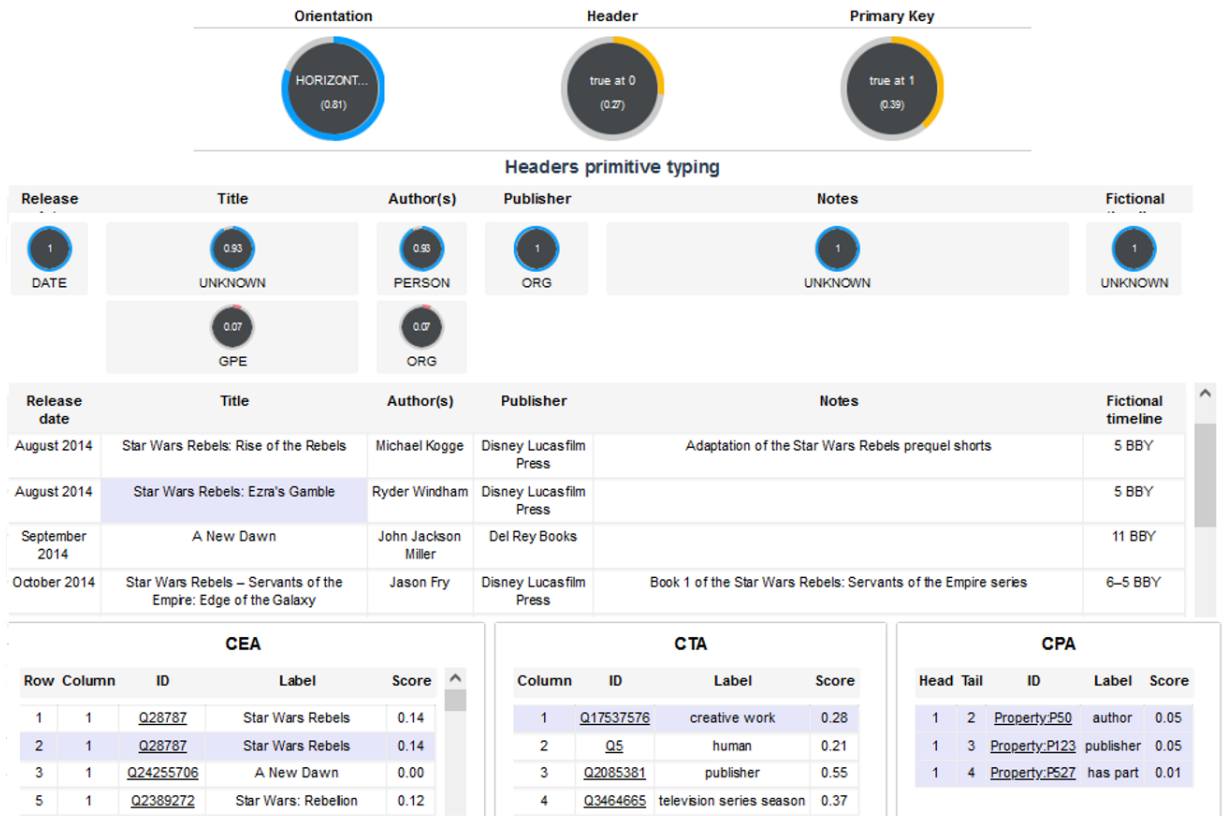 Orientation Header Primary Key
HORIZONT... true at 0 true at 1
(0.81) (0.27) (0.39)
Headers primitive typing
Release Title Author(s) Publisher Notes Fictional
1 0.93 0.93 1 1 1
DATE UNKNOWN PERSON ORG UNKNOWN UNKNOWN
0.07 0.07
GPE ORG
Release Title Author(s) Publisher Notes Fictional
date timeline
August 2014 Star Wars Rebels: Rise of the Rebels Michael Kogge Disney Lucasfilm Adaptation of the Star Wars Rebels prequel shorts 5 BBY
Press
August 2014 Star Wars Rebels: Ezra's Gamble Ryder Windham Disney Lucasfilm 5 BBY
Press
September A New Dawn John Jackson Del Rey Books 11 BBY
2014 Miller
October 2014 Star Wars Rebels – Servants of the Jason Fry Disney Lucasfilm Book 1 of the Star Wars Rebels: Servants of the Empire series 6–5 BBY
Empire: Edge of the Galaxy Press
CEA CTA CPA
Row Column ID Label Score Column ID Label Score Head Tail ID Label Score
1 1 Q28787 Star Wars Rebels 0.14 1 Q17537576 creative work 0.28 1 2 Property:P50 author 0.05
2 1 Q28787 Star Wars Rebels 0.14 2 Q5 human 0.21 1 3 Property:P123 publisher 0.05
3 1 Q24255706 A New Dawn 0.00 3 Q2085381 publisher 0.55 1 4 Property:P527 has part 0.01
5 1 Q2389272 Star Wars: Rebelion 0.12 4 Q3464665 television series season 0.37